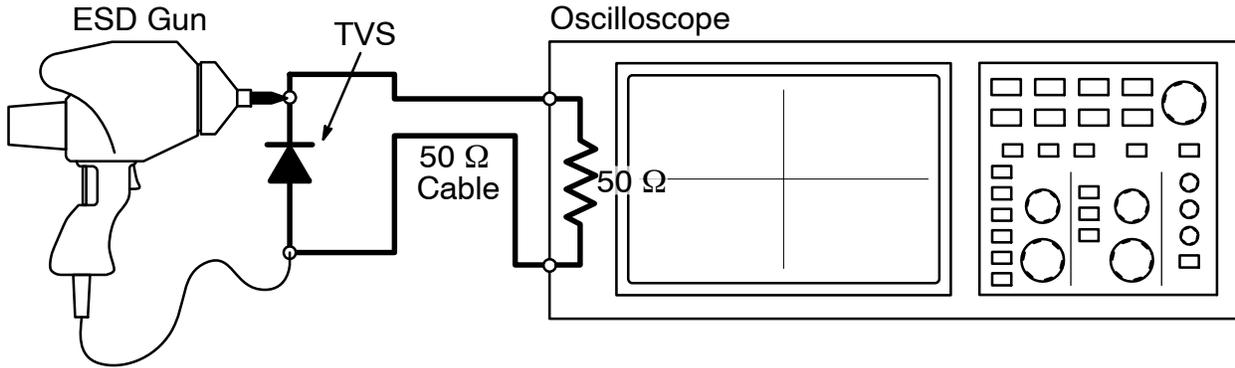 ESD Gun
Oscilloscope
TVS
50 Ω
Cable
50 Ω